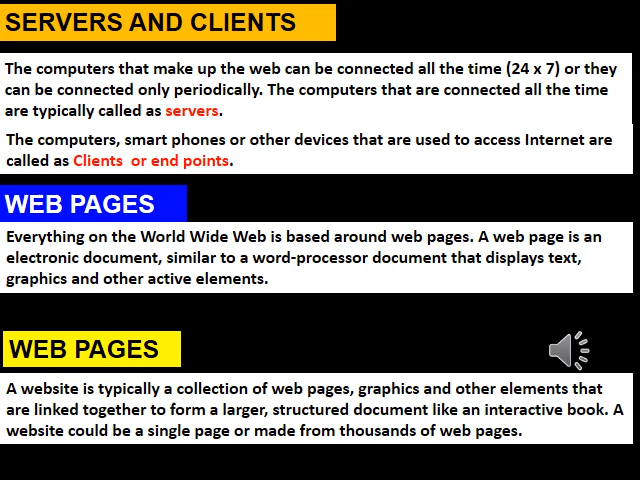 SERVERS AND CLIENTS
The computers that make up the web can be connected all the time (24 x 7) or they
can be connected only periodically. The computers that are connected all the time
are typically called as servers.
The computers, smart phones or other devices that are used to access Internet are
called as Clients or end points.
WEB PAGES
Everything on the World Wide Web is based around web pages. A web page is an
electronic document, similar to a word-processor document that displays text,
graphics and other active elements.
WEB PAGES
A website is typically a collection of web pages, graphics and other elements that
are linked together to form a larger, structured document like an interactive book. A
website could be a single page or made from thousands of web pages.